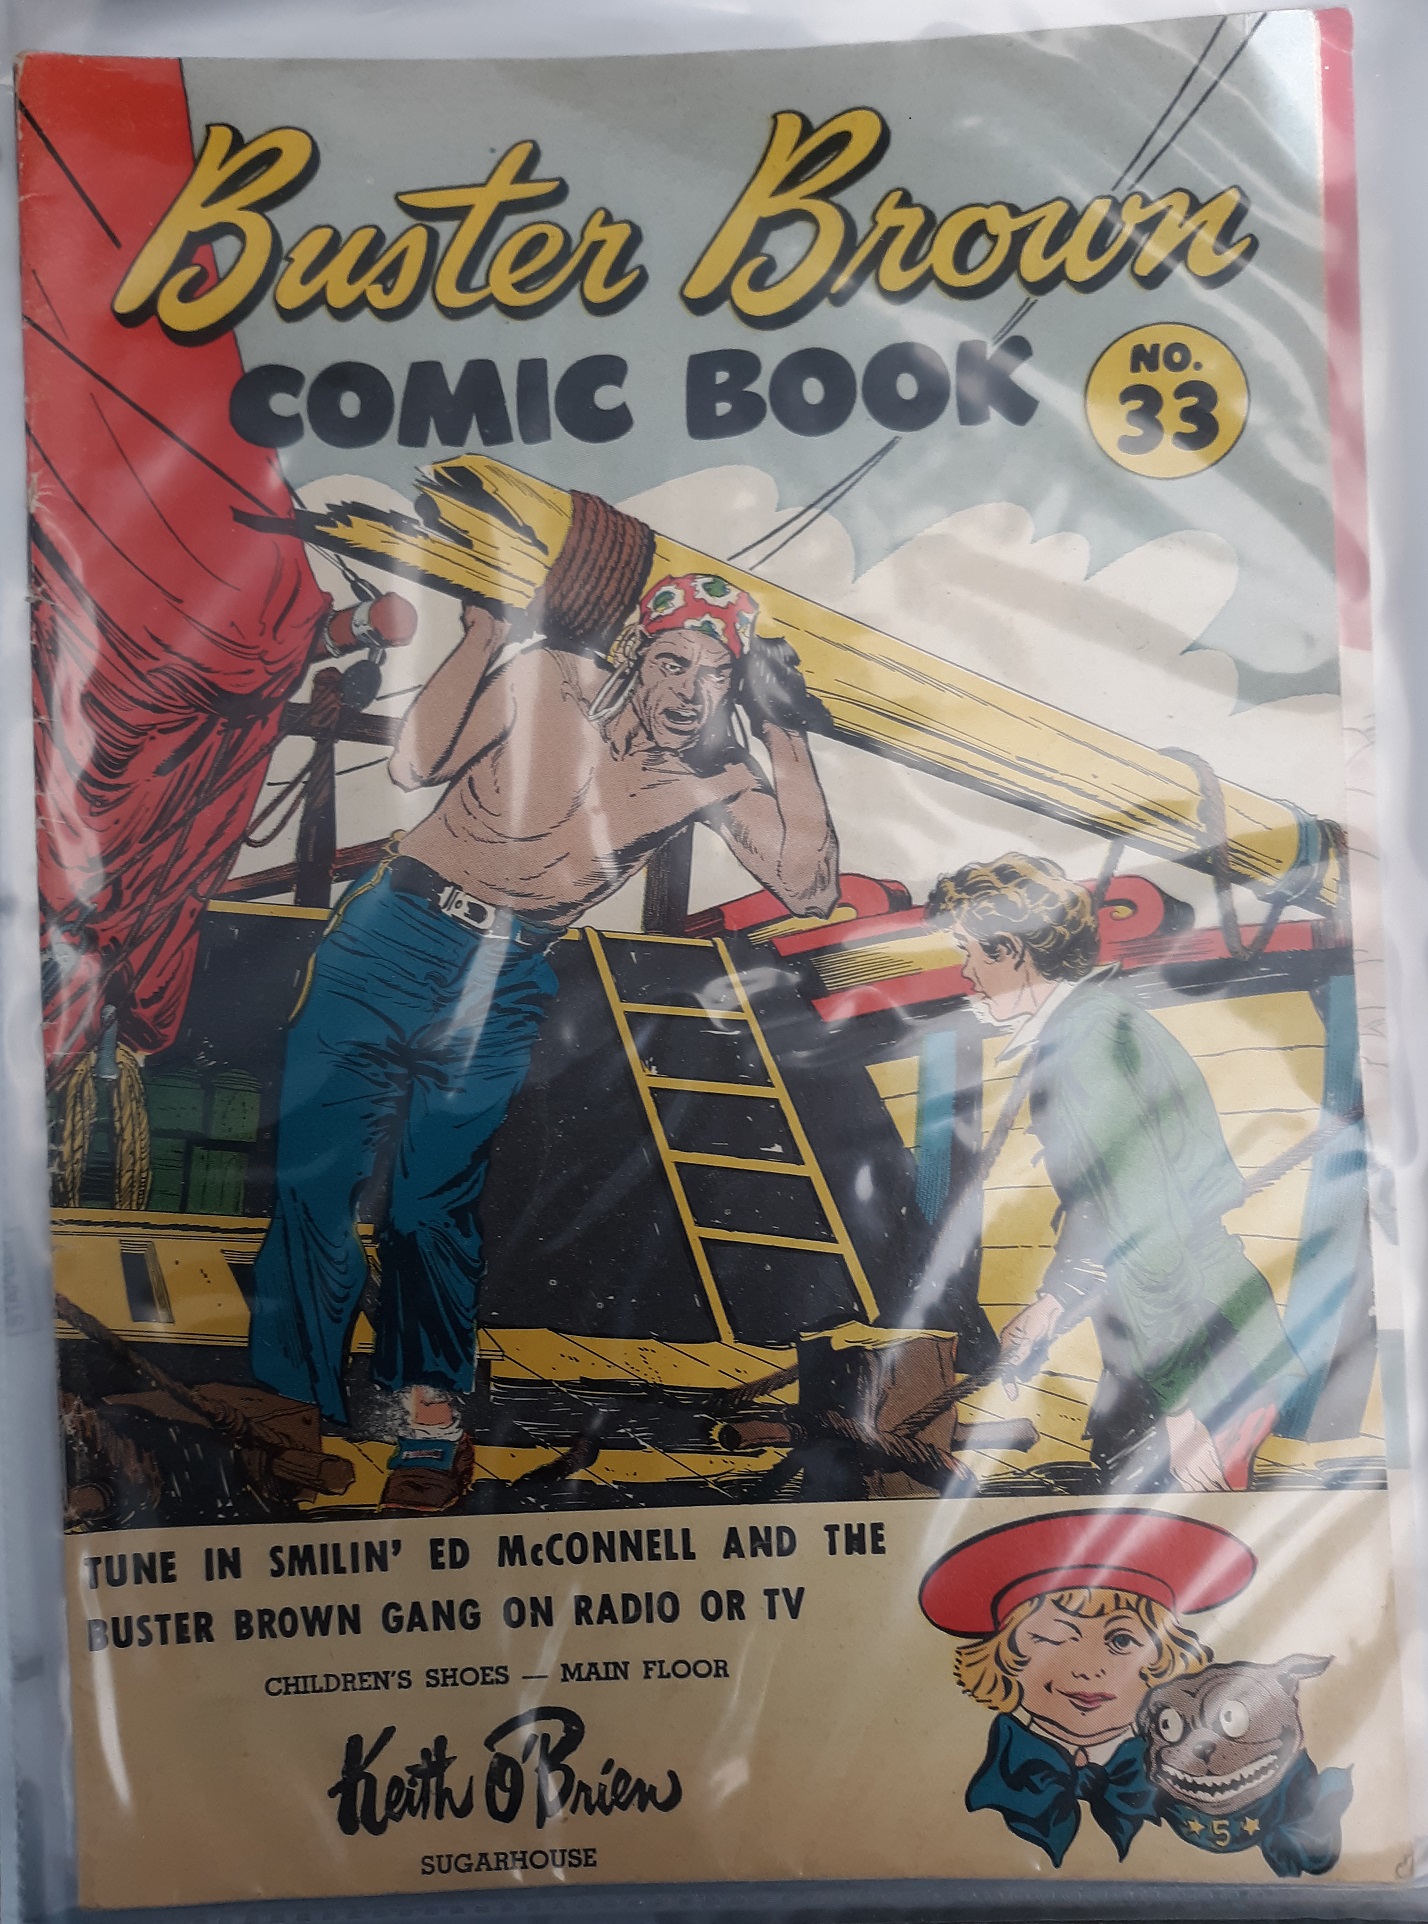 Buster Brown
COMIC BOOK
NO.
33
TUNE IN SMILIN' ED McCONNELL AND THE
BUSTER BROWN GANG ON RADIO OR TV
CHILDREN'S SHOES — MAIN FLOOR
Keith O'Brien
SUGARHOUSE
5